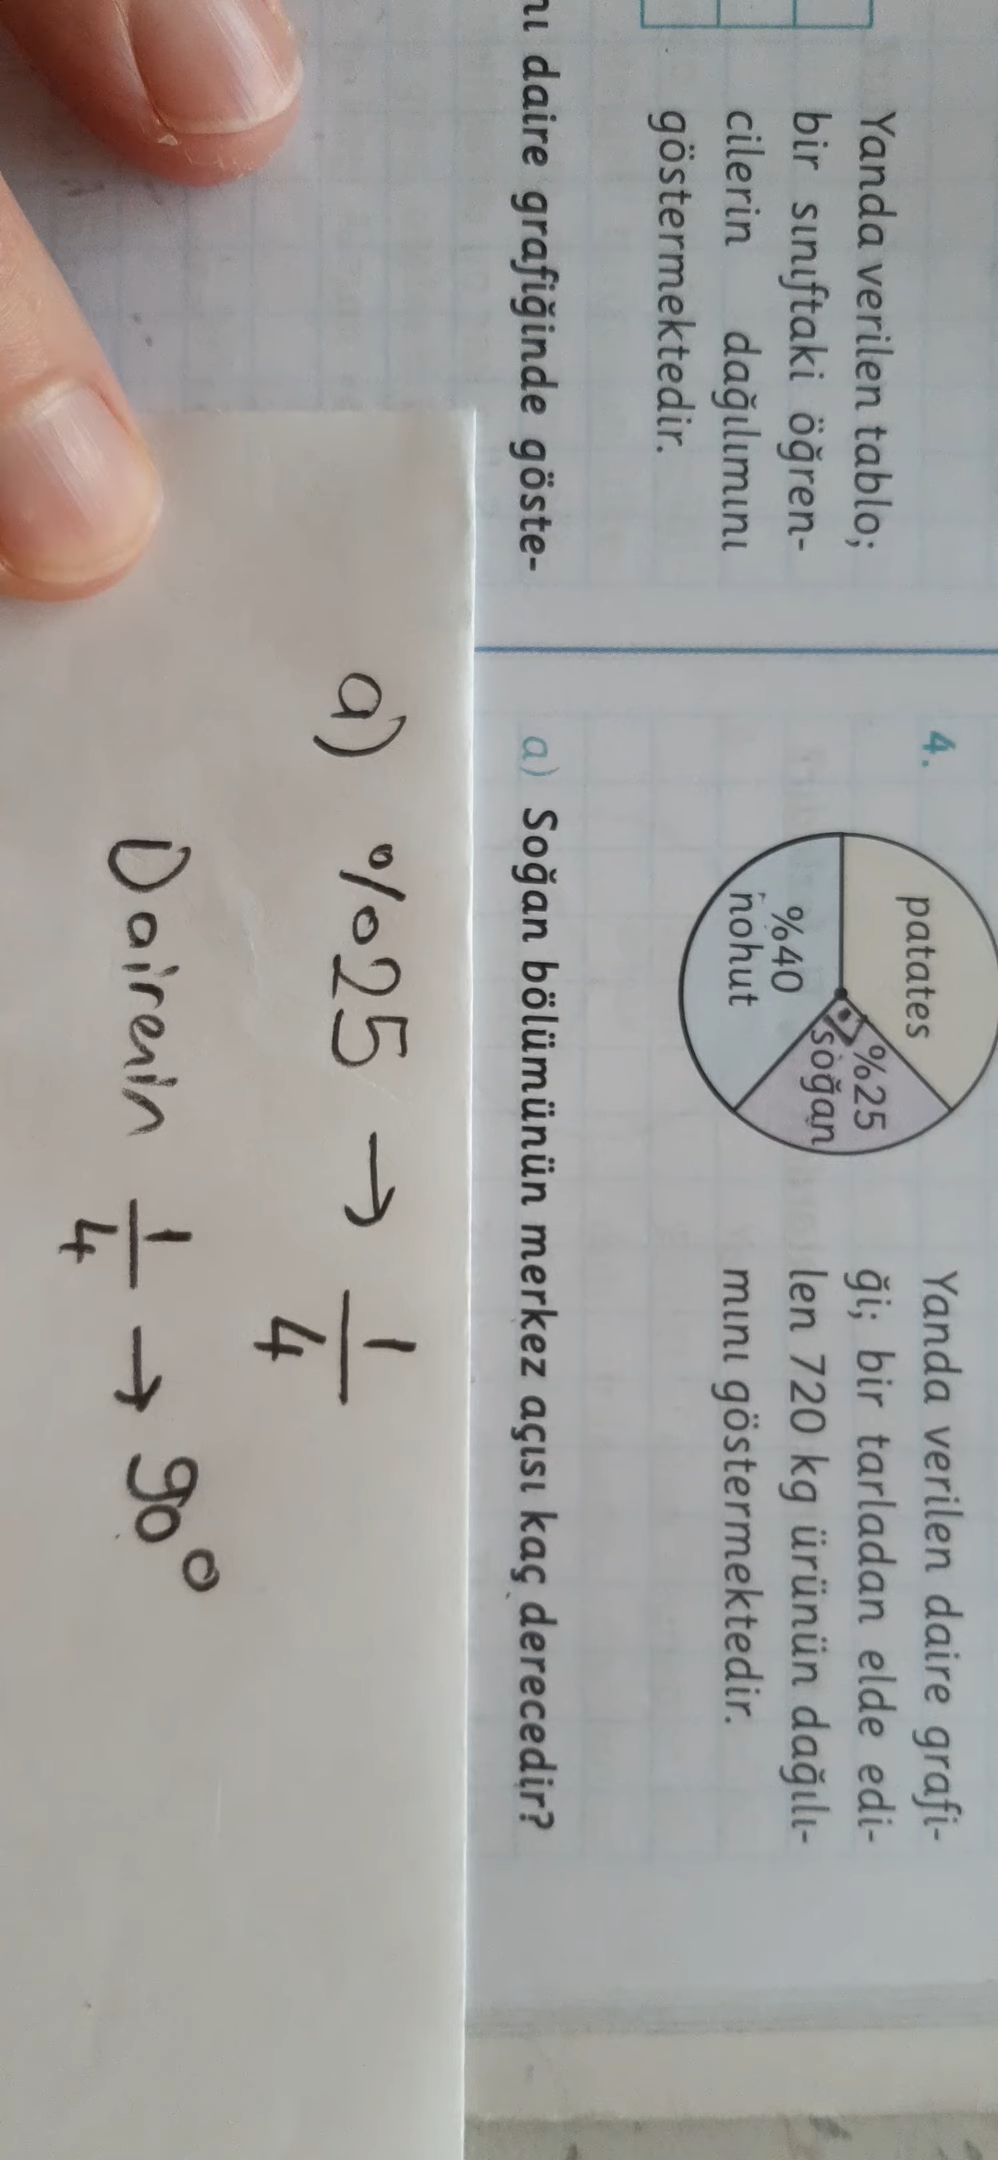 Yanda verilen tablo;
bir sınıftaki öğren-
cilerin dağılımını
göstermektedir.
daire grafiğinde göste-
4.
patates
%25
soğan
%40
nohut
Yanda verilen daire grafi-
ği; bir tarladan elde edi-
len 720 kg ürünün dağılı-
mını göstermektedir.
a) Soğan bölümünün merkez açısı kaç derecedir?
a) %25 → 1/4
Dairenin 1/4 → 90°